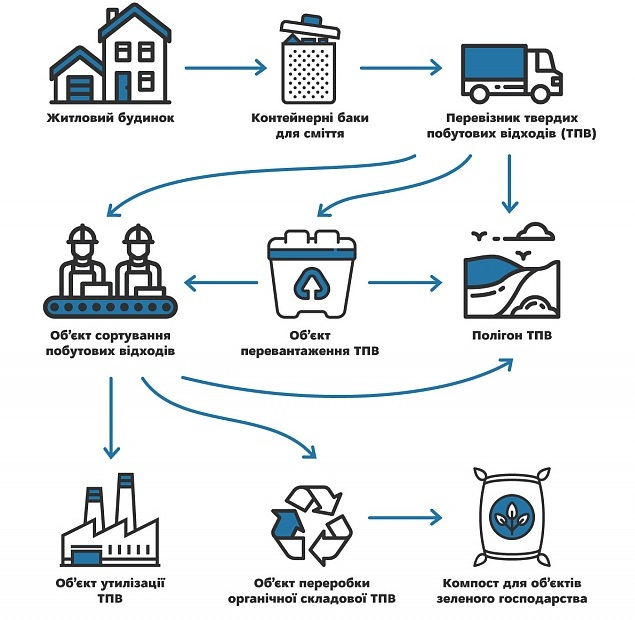 Житловий будинок
Контейнерні баки
для сміття
Перевізник твердих
побутових відходів (ТПВ)
Об'єкт сортування
побутових відходів
Об'єкт
перевантаження ТПВ
Полігон ТПВ
Об'єкт утилізації
ТПВ
Об'єкт переробки
органічної складової ТПВ
Компост для об'єктів
зеленого господарства